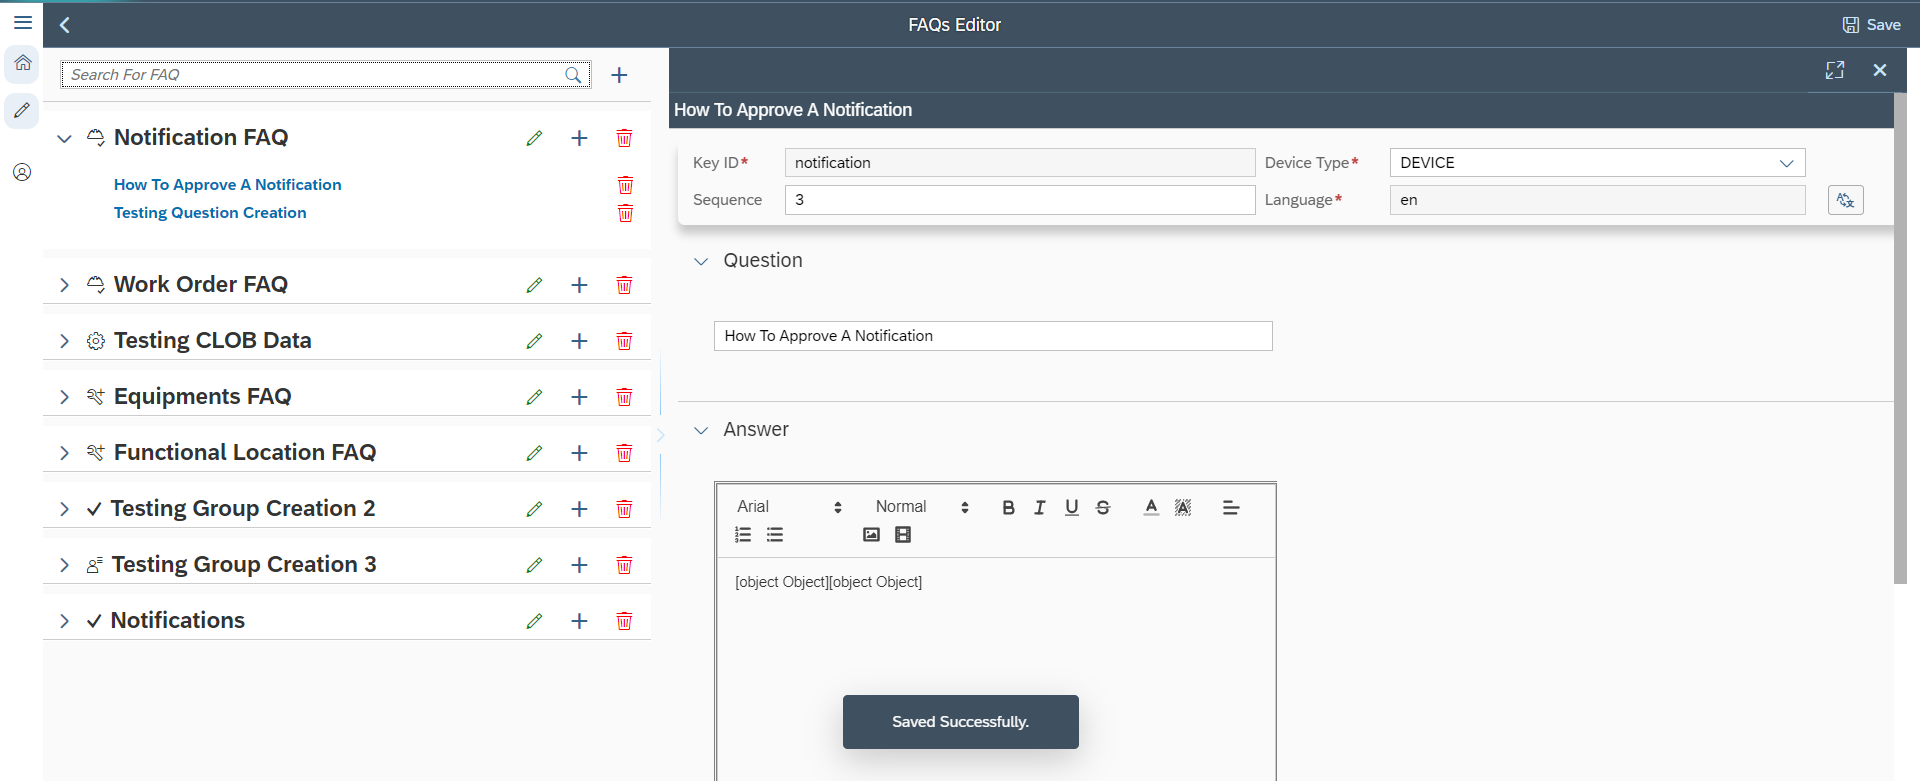 FAQs Editor
Save
Search For FAQ
Notification FAQ
How To Approve A Notification
Testing Question Creation
Work Order FAQ
Testing CLOB Data
Equipments FAQ
Functional Location FAQ
Testing Group Creation 2
Testing Group Creation 3
Notifications
How To Approve A Notification
Key ID* notification Device Type* DEVICE
Sequence 3 Language* en
Question
How To Approve A Notification
Answer
Arial Normal B I U S A A
[object Object][object Object]
Saved Successfully.